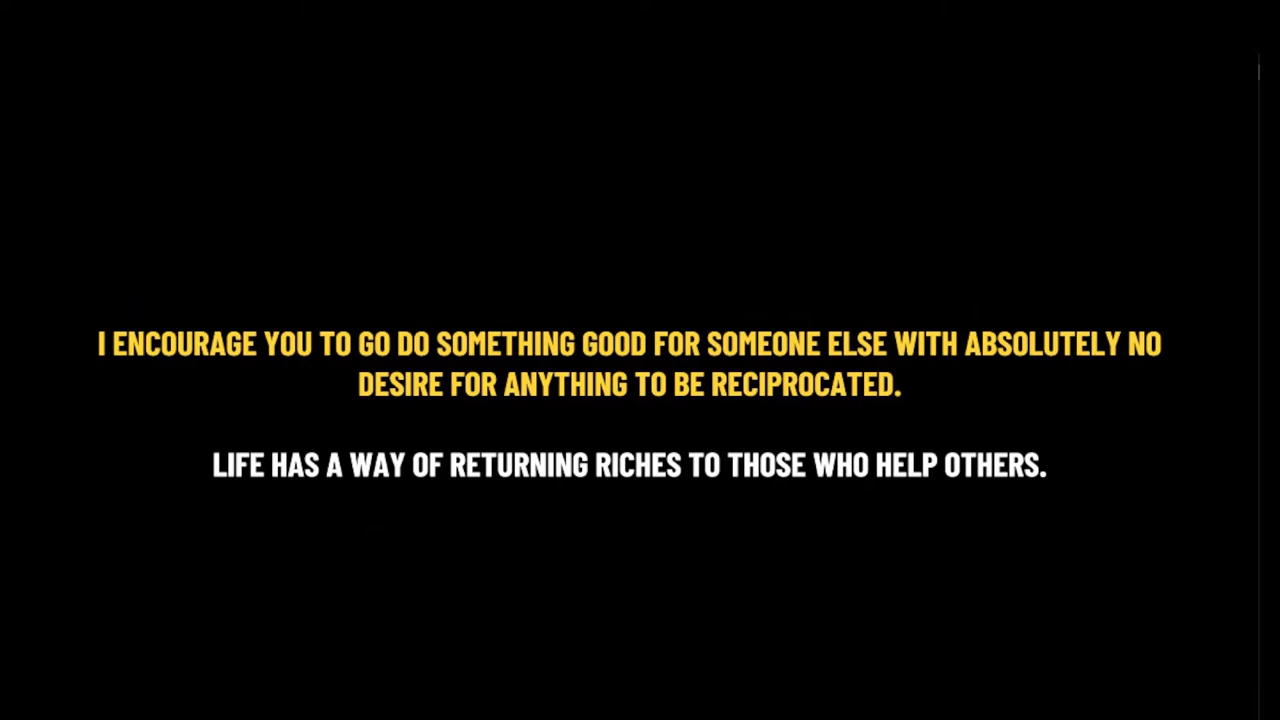 I ENCOURAGE YOU TO GO DO SOMETHING GOOD FOR SOMEONE ELSE WITH ABSOLUTELY NO
DESIRE FOR ANYTHING TO BE RECIPROCATED.
LIFE HAS A WAY OF RETURNING RICHES TO THOSE WHO HELP OTHERS.